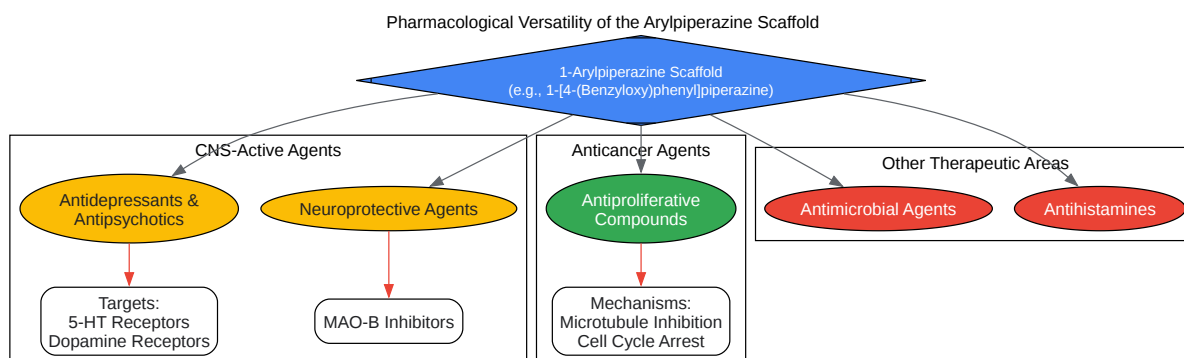 Pharmacological Versatility of the Arylpiperazine Scaffold
1-Arylpiperazine Scaffold
(e.g., 1-[4-(Benzyloxy)phenyl]piperazine)
CNS-Active Agents
Antidepressants &
Antipsychotics
Neuroprotective Agents
Targets:
5-HT Receptors
Dopamine Receptors
MAO-B Inhibitors
Anticancer Agents
Antiproliferative
Compounds
Mechanisms:
Microtubule Inhibition
Cell Cycle Arrest
Other Therapeutic Areas
Antimicrobial Agents
Antihistamines